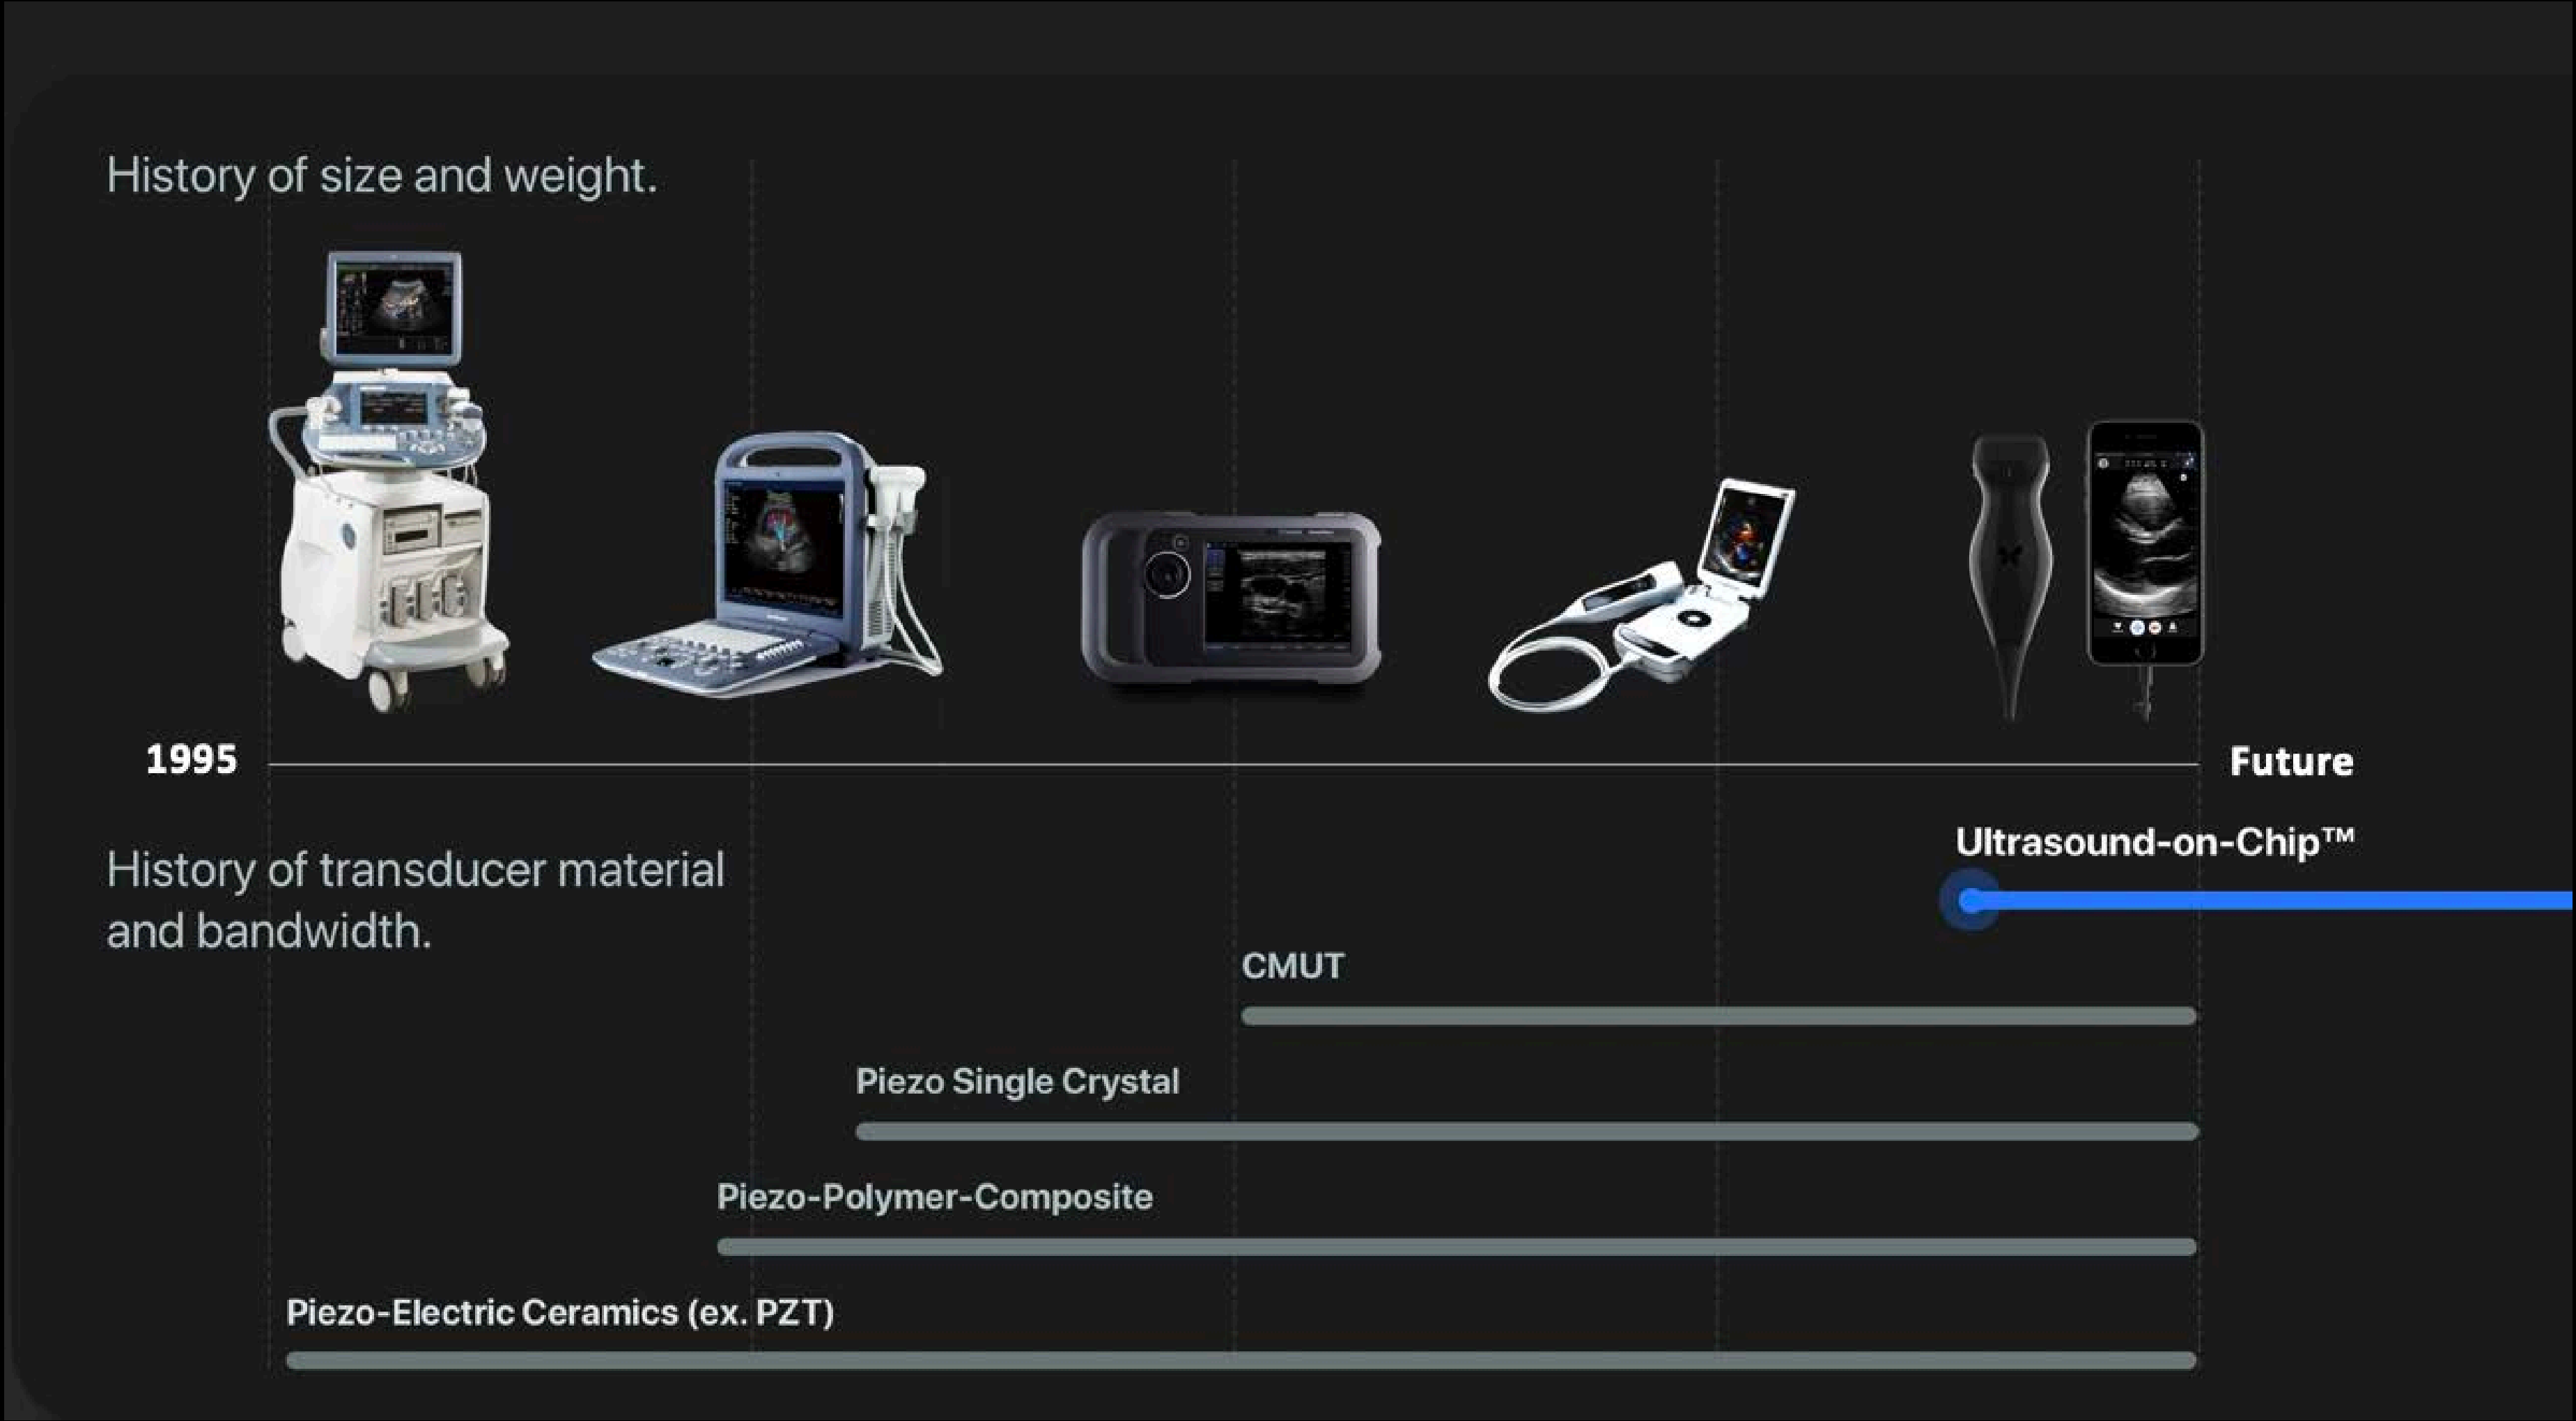 History of size and weight.
1995
Future
History of transducer material
and bandwidth.
Ultrasound-on-Chip™
CMUT
Piezo Single Crystal
Piezo-Polymer-Composite
Piezo-Electric Ceramics (ex. PZT)